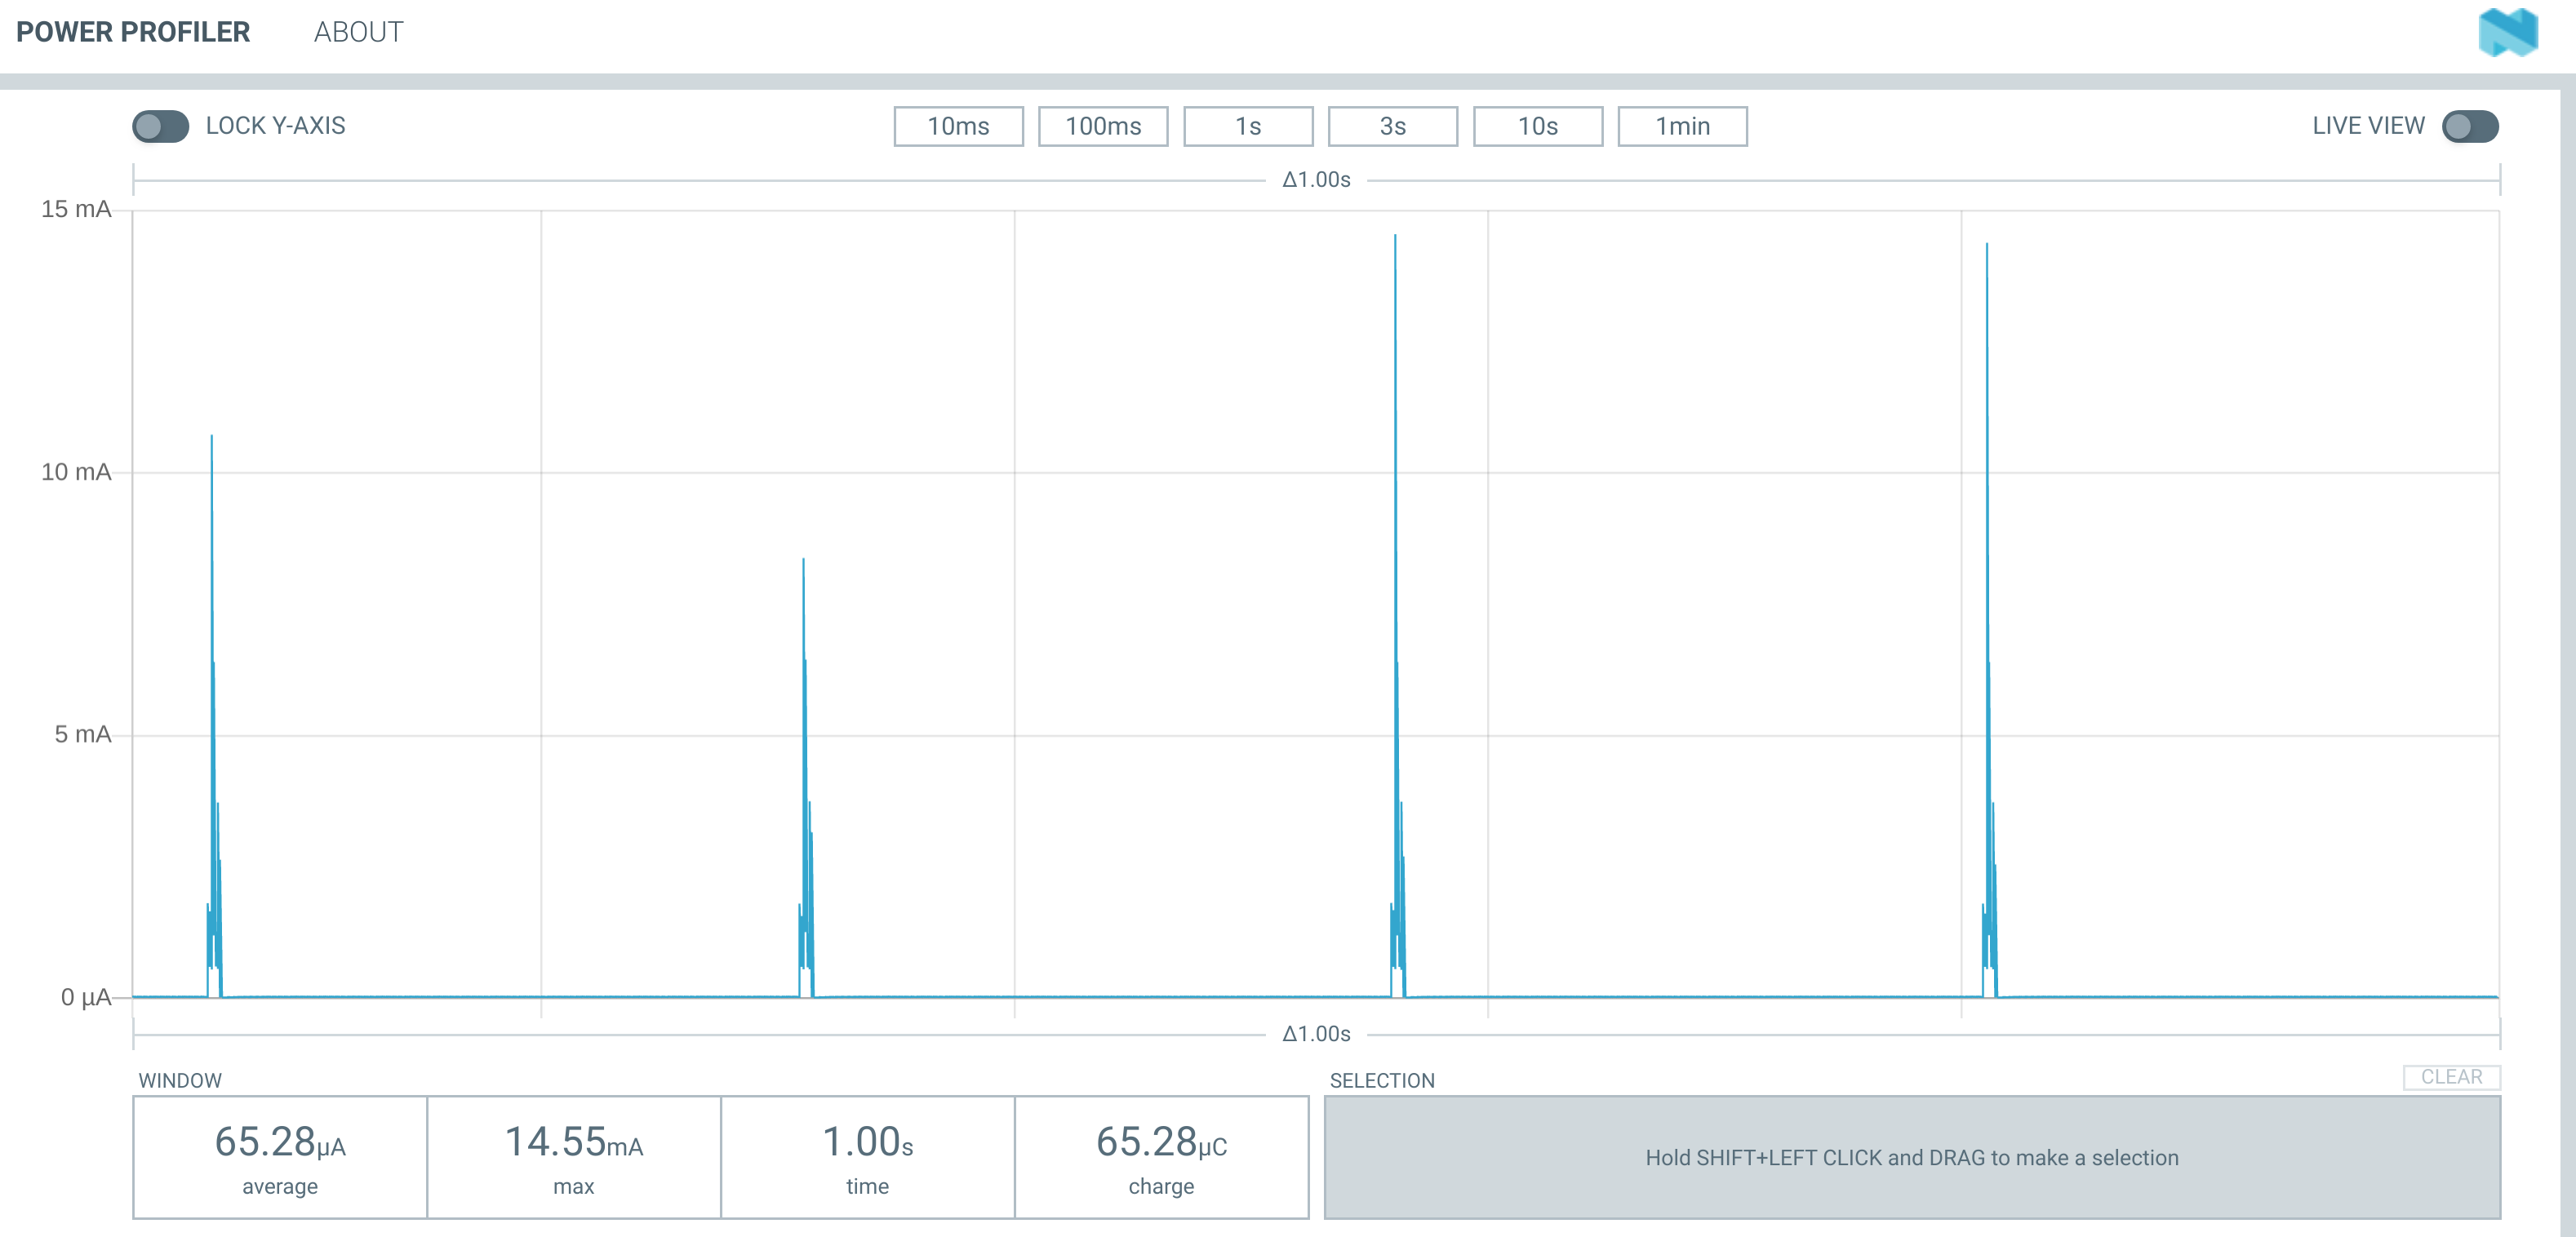 POWER PROFILER ABOUT
LOCK Y-AXIS 10ms 100ms 1s 3s 10s 1min LIVE VIEW
Δ1.00s
15 mA
10 mA
5 mA
0 µA
Δ1.00s
WINDOW SELECTION CLEAR
65.28µA 14.55mA 1.00s 65.28µC
average max time charge
Hold SHIFT+LEFT CLICK and DRAG to make a selection